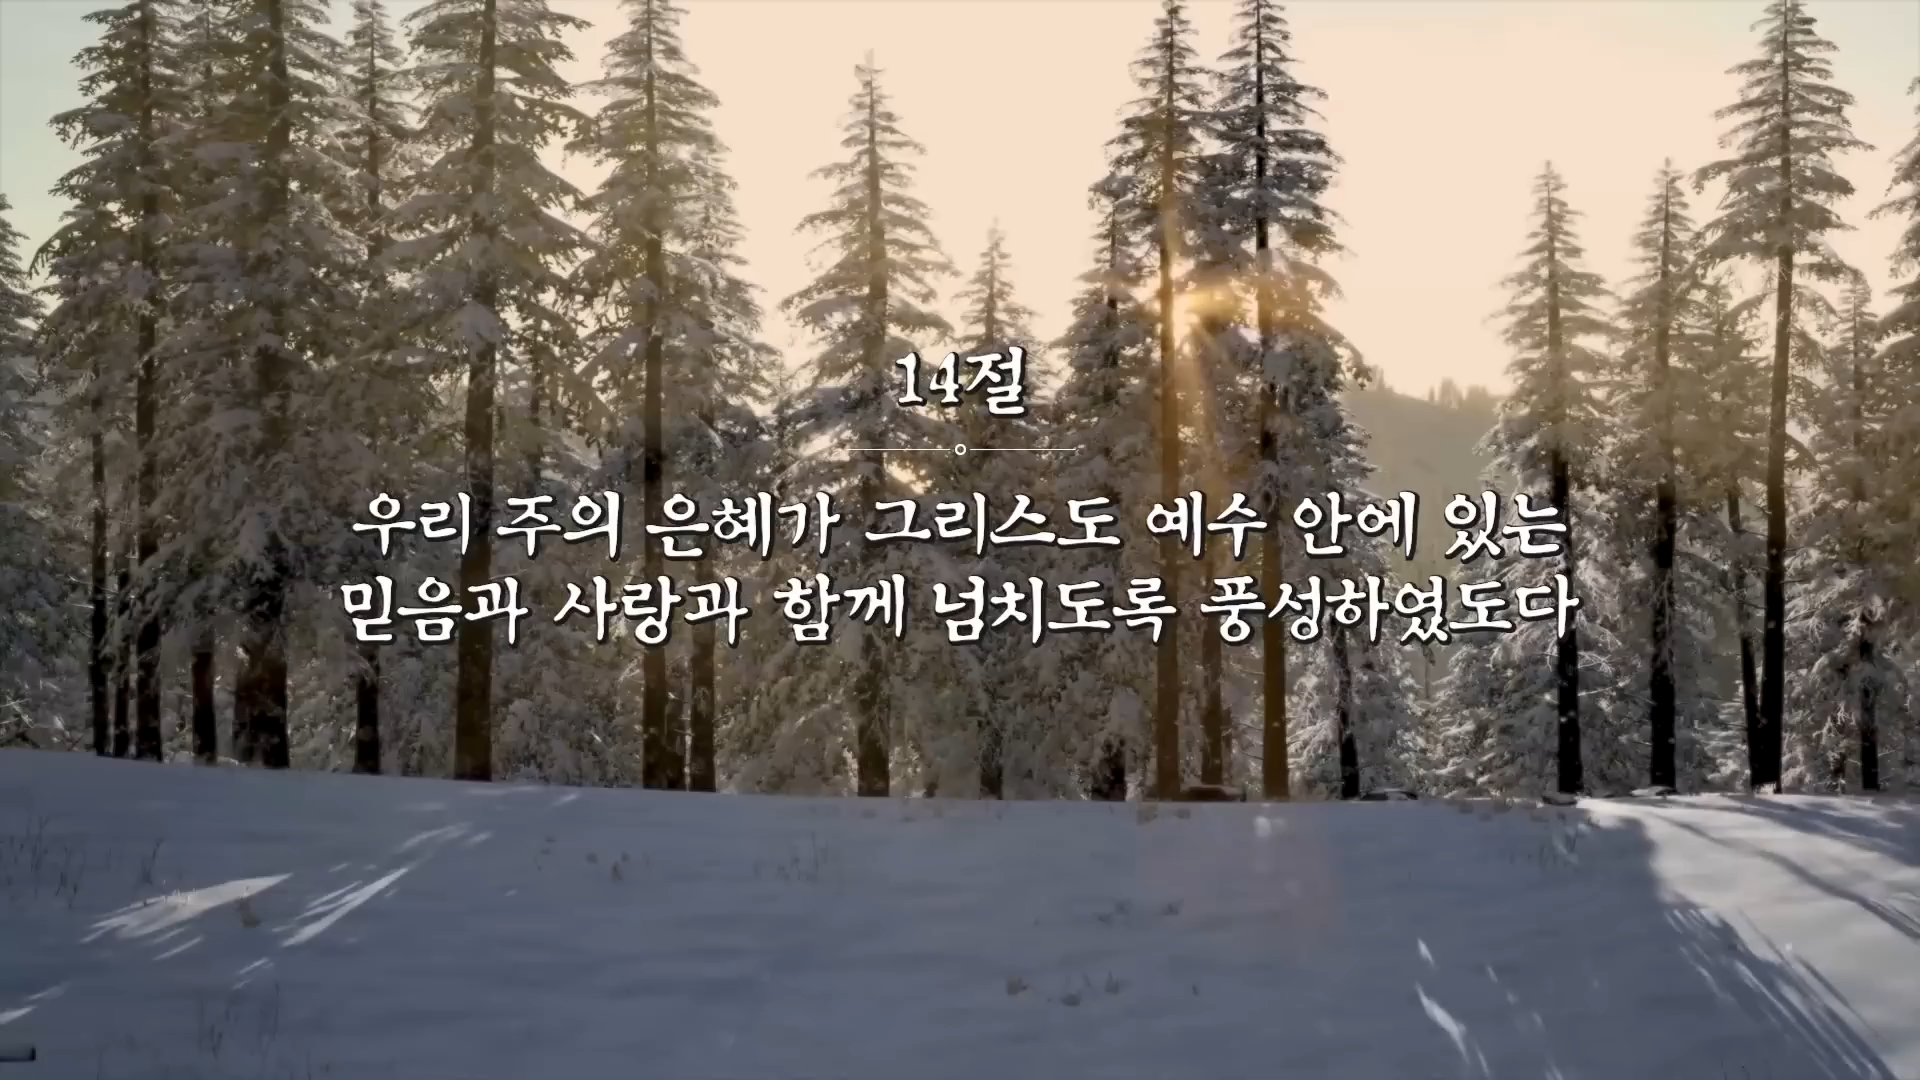 14절
우리 주의 은혜가 그리스도 예수 안에 있는
믿음과 사랑과 함께 넘치도록 풍성하였도다